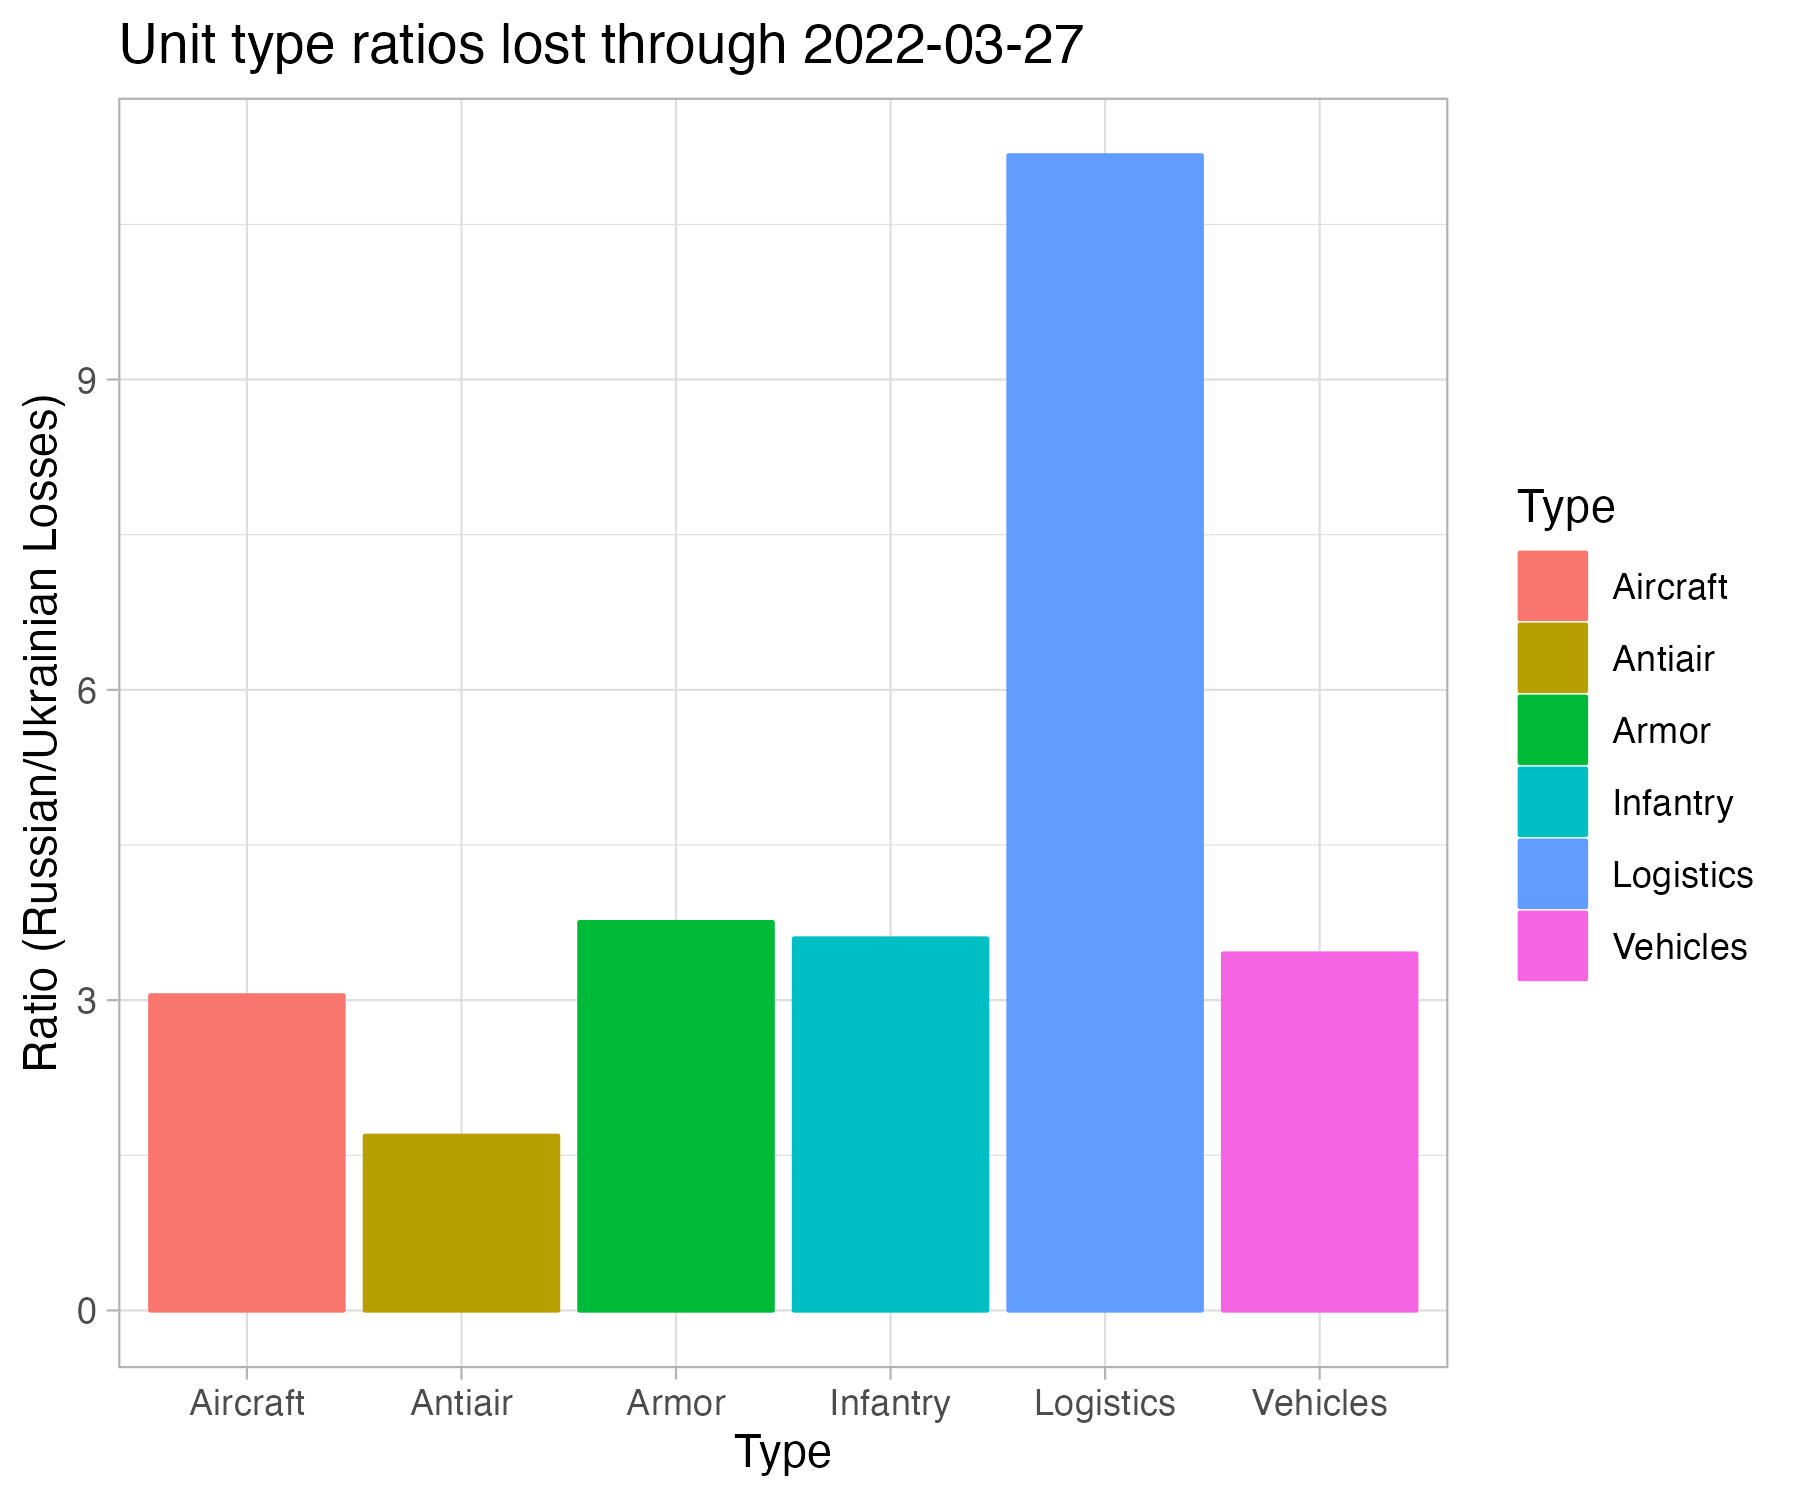 Unit type ratios lost through 2022-03-27
Ratio (Russian/Ukrainian Losses)
9
6
3
0
Aircraft
Antiair
Armor
Infantry
Logistics
Vehicles
Type
Type
Aircraft
Antiair
Armor
Infantry
Logistics
Vehicles